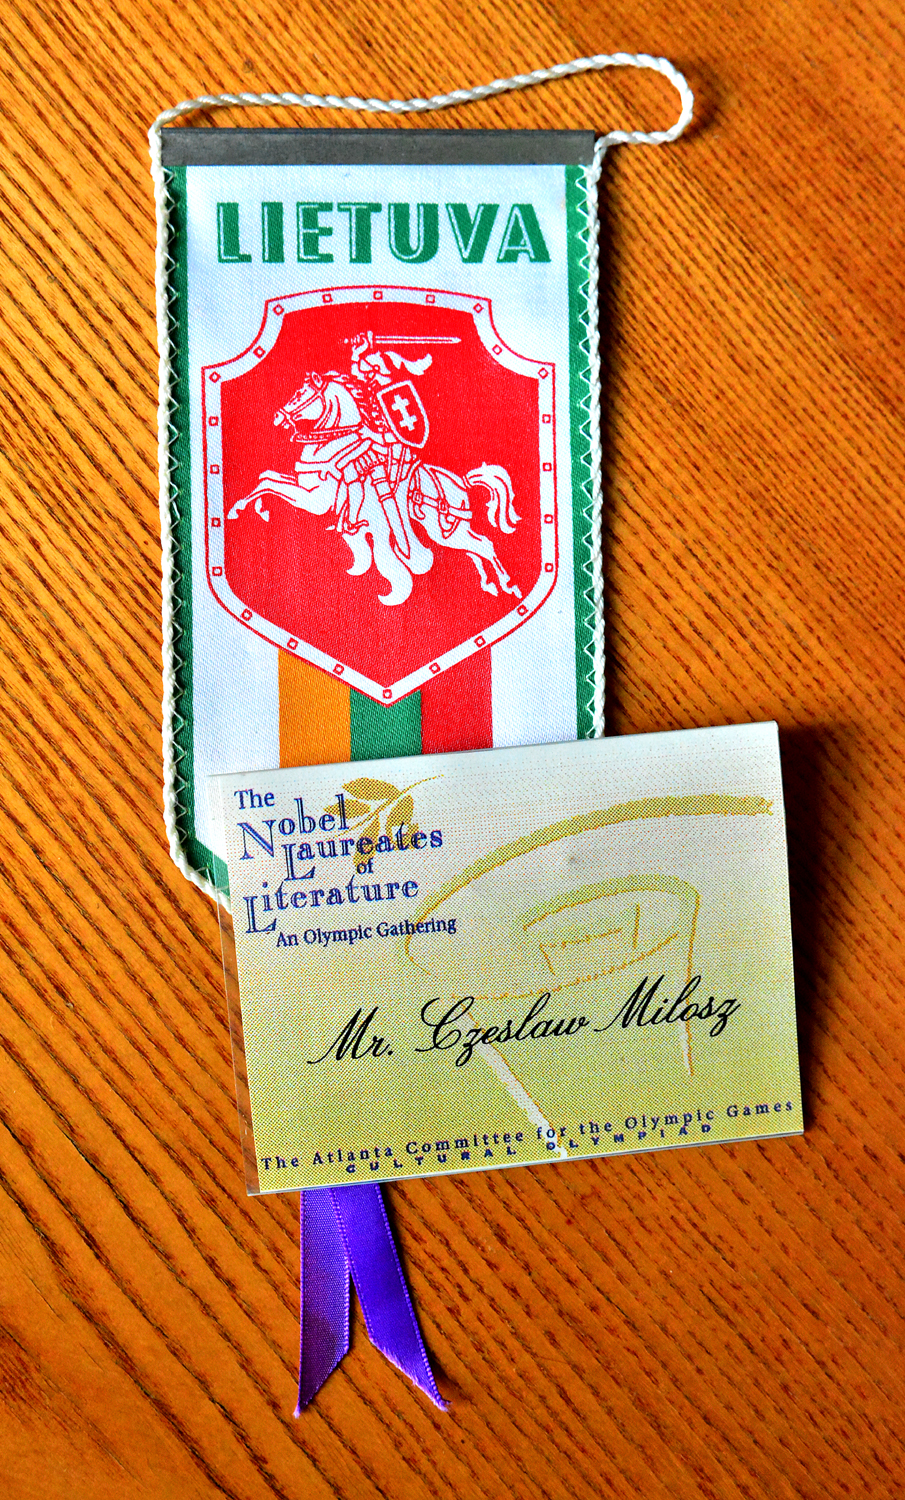 LIETUVA
The
Nobel
Laureates
of
Literature
An Olympic Gathering
Mr. Czeslaw Milosz
The Atlanta Committee for the Olympic Games
CULTURAL OLYMPIAD